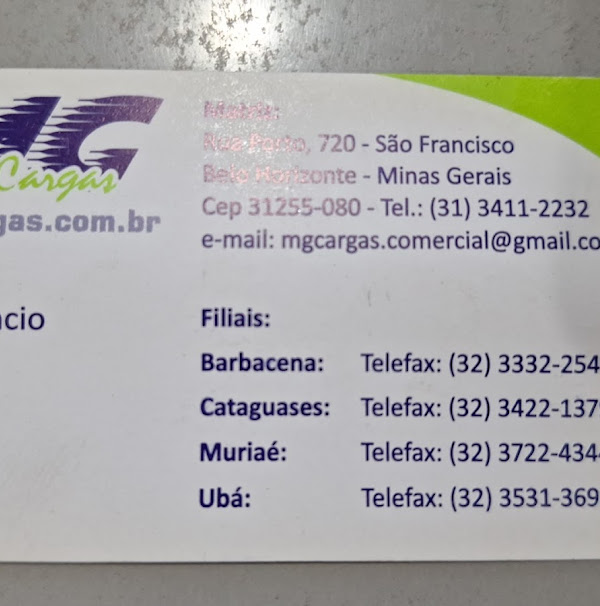 MG
Cargas
gas.com.br
cio
Matriz:
Rua Porto, 720 - São Francisco
Belo Horizonte - Minas Gerais
Cep 31255-080 - Tel.: (31) 3411-2232
e-mail: mgcargas.comercial@gmail.co
Filiais:
Barbacena: Telefax: (32) 3332-254
Cataguases: Telefax: (32) 3422-137
Muriaé: Telefax: (32) 3722-434
Ubá: Telefax: (32) 3531-369